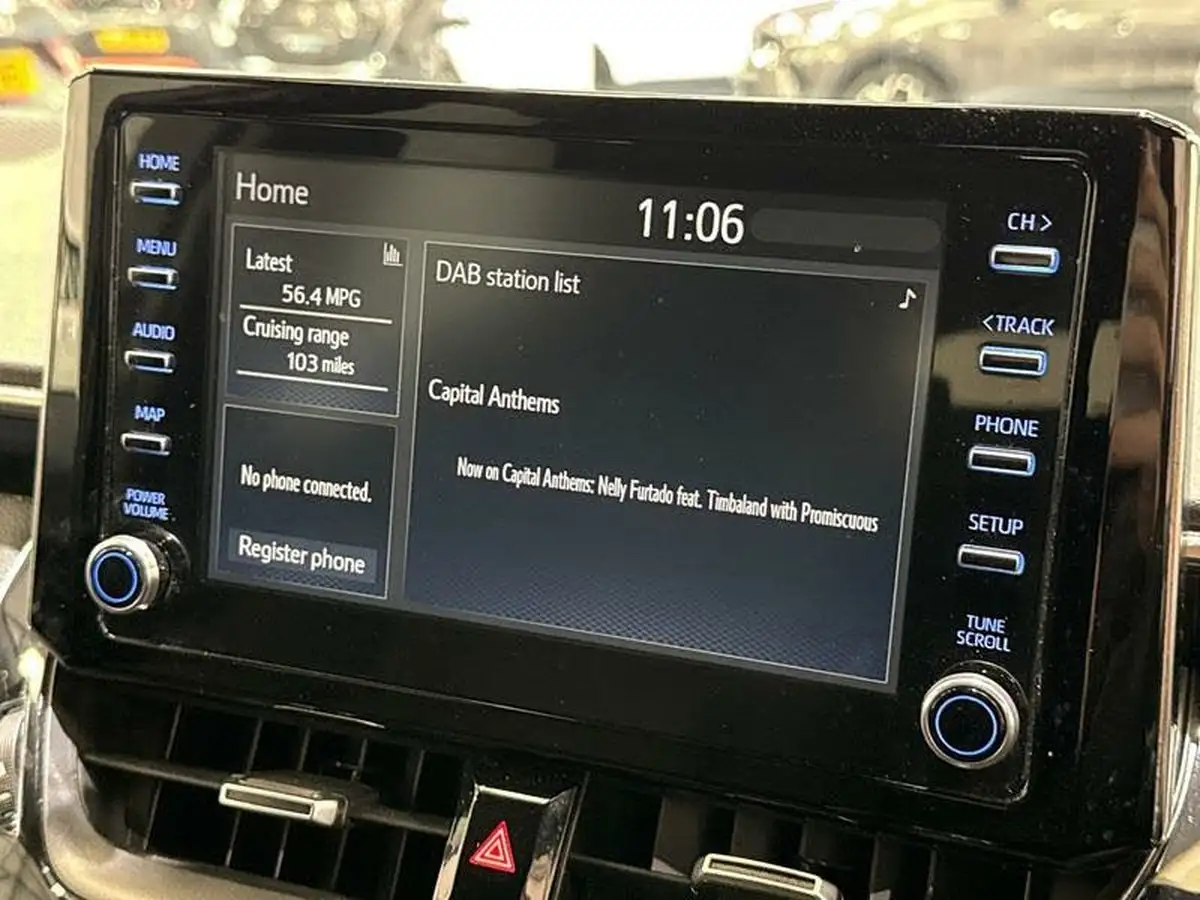 HOME
MENU
AUDIO
MAP
POWER
VOLUME
Home
11:06
Latest
56.4 MPG
Cruising range
103 miles
No phone connected.
Register phone
DAB station list
Capital Anthems
Now on Capital Anthems: Nelly Furtado feat. Timbaland with Promiscuous
CH>
<TRACK
PHONE
SETUP
TUNE
SCROLL